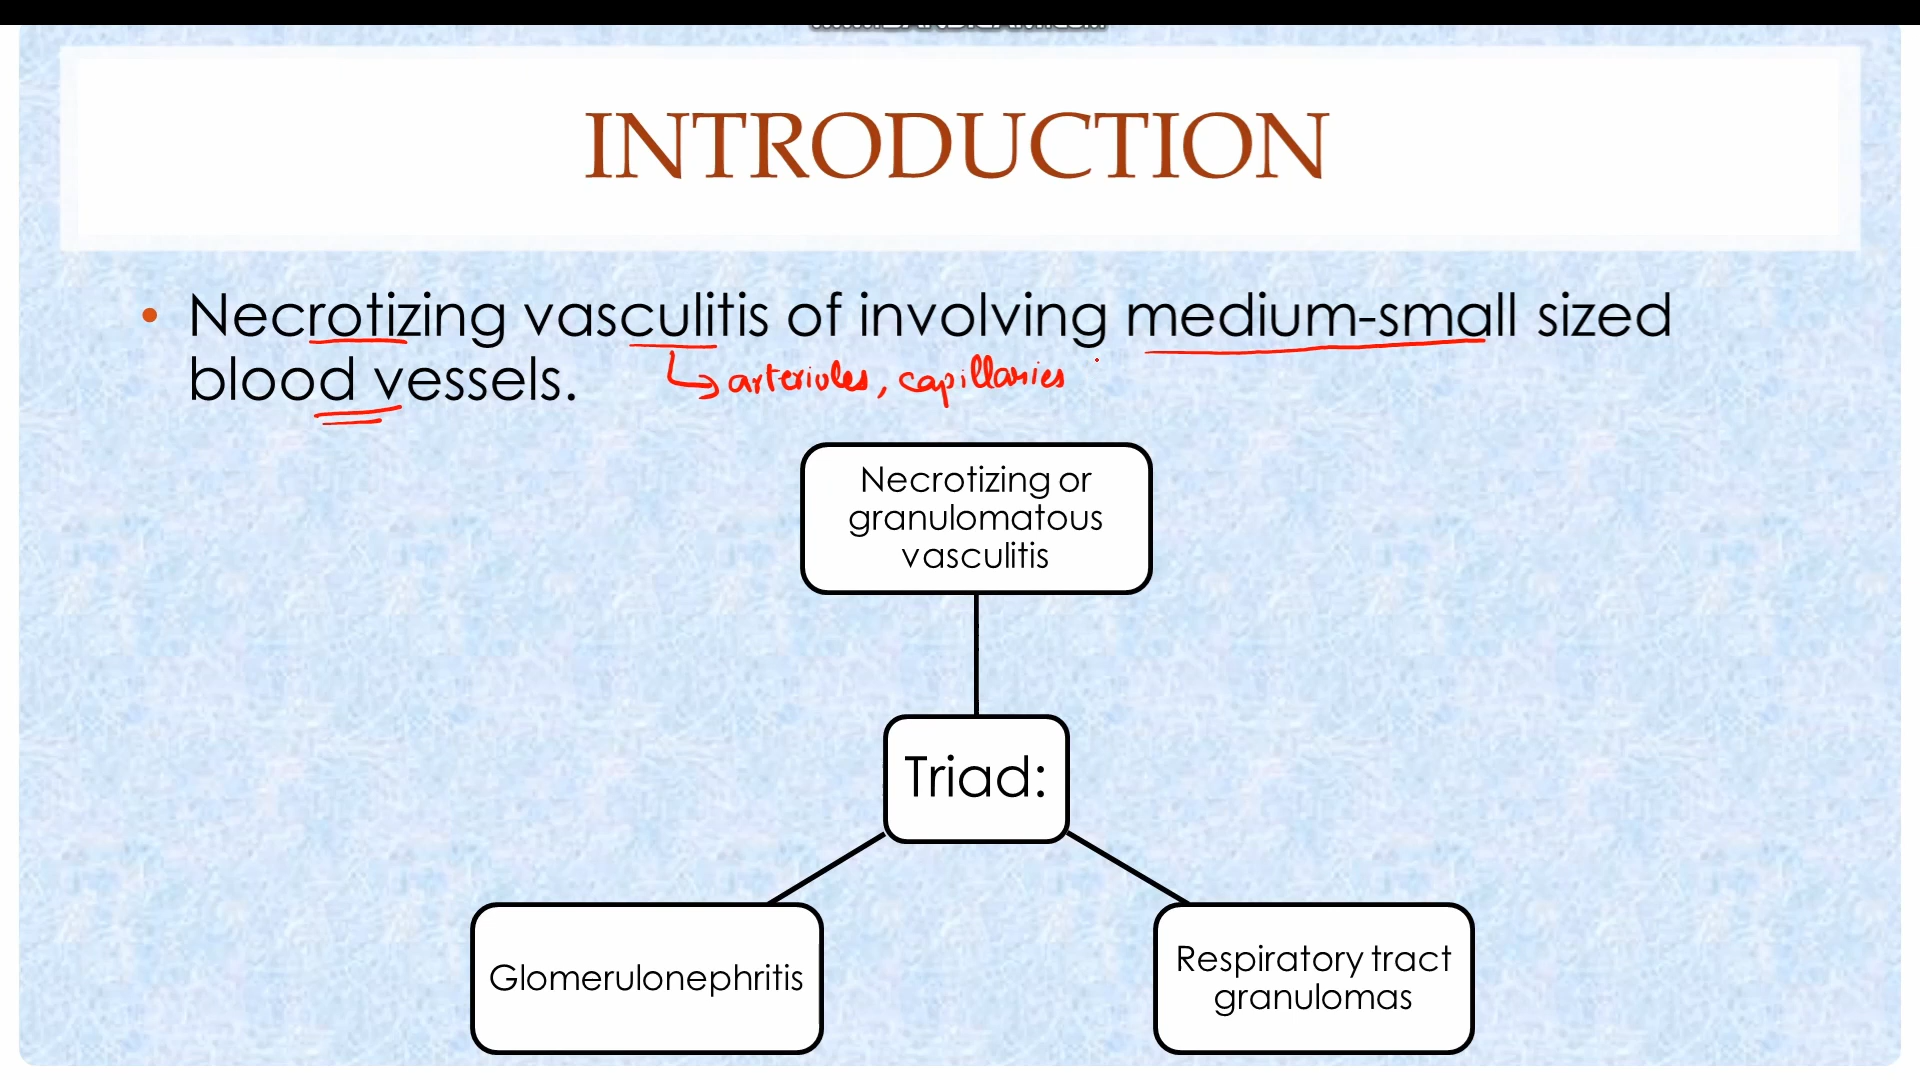 INTRODUCTION
• Necrotizing vasculitis of involving medium-small sized
blood vessels.
arterioles, capillaries
Necrotizing or
granulomatous
vasculitis
Triad:
Glomerulonephritis
Respiratory tract
granulomas